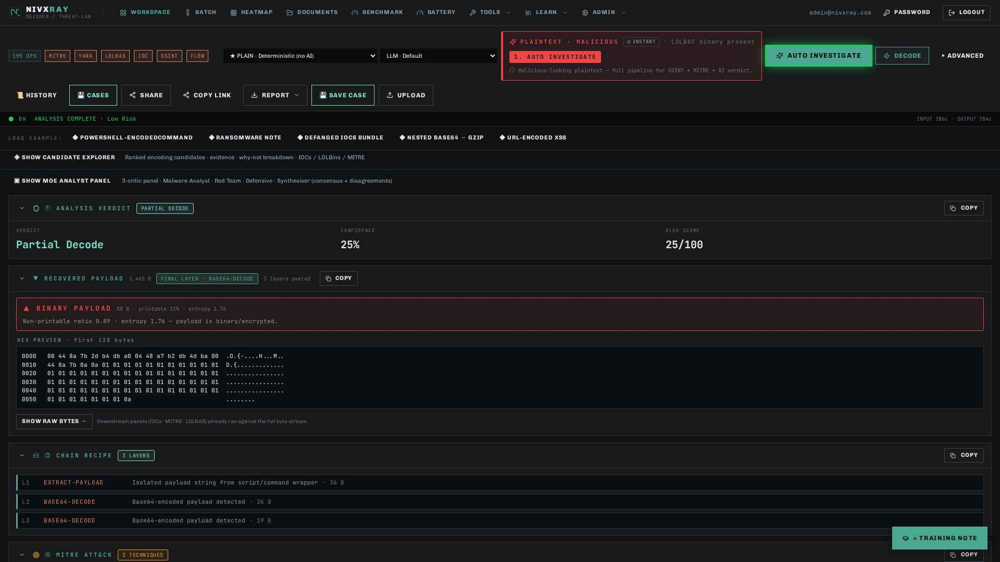 NIVXRAY
DECODER / THREAT-LAB
WORKSPACE BATCH HEATMAP DOCUMENTS BENCHMARK BATTERY TOOLS LEARN ADMIN
admin@nivxray.com PASSWORD LOGOUT
195 OPS MITRE YARA LOLBAS IOC OSINT FLOW
★ PLAIN - Deterministic (no AI) LLM - Default
PLAINTEXT · MALICIOUS INSTANT · LOLBAS binary present
1. AUTO INVESTIGATE
Malicious-looking plaintext — full pipeline for OSINT + MITRE + AI verdict.
AUTO INVESTIGATE DECODE ▸ ADVANCED
📜 HISTORY 💾 CASES SHARE COPY LINK REPORT 💾 SAVE CASE UPLOAD
● OK ANALYSIS COMPLETE · Low Risk INPUT 386c · OUTPUT 784c
LOAD EXAMPLE: ◆ POWERSHELL -ENCODEDCOMMAND ◆ RANSOMWARE NOTE ◆ DEFANGED IOCS BUNDLE ◆ NESTED BASE64 → GZIP ◆ URL-ENCODED XSS
◈ SHOW CANDIDATE EXPLORER Ranked encoding candidates · evidence · why-not breakdown · IOCs / LOLBins / MITRE
▣ SHOW MOE ANALYST PANEL 3-critic panel · Malware Analyst · Red Team · Defensive · Synthesiser (consensus + disagreements)
① ANALYSIS VERDICT PARTIAL DECODE COPY
VERDICT CONFIDENCE RISK SCORE
Partial Decode 25% 25/100
▼ RECOVERED PAYLOAD 1,465 B FINAL LAYER · BASE64-DECODE 3 layers peeled COPY
▲ BINARY PAYLOAD 88 B · printable 11% · entropy 1.76
Non-printable ratio 0.89 · entropy 1.76 — payload is binary/encrypted.
HEX PREVIEW · first 128 bytes
0000 00 44 8a 7b 2d b4 db a0 04 48 a7 b2 db 4d ba 00 .D.{-....H...M..
0010 44 8a 7b 0a 0a 01 01 01 01 01 01 01 01 01 01 01 D.{.............
0020 01 01 01 01 01 01 01 01 01 01 01 01 01 01 01 01 ................
0030 01 01 01 01 01 01 01 01 01 01 01 01 01 01 01 01 ................
0040 01 01 01 01 01 01 01 01 01 01 01 01 01 01 01 01 ................
0050 01 01 01 01 01 01 01 0a ........
SHOW RAW BYTES → Downstream panels (IOCs · MITRE · LOLBAS) already ran against the full byte stream.
③ CHAIN RECIPE 3 LAYERS COPY
L1 EXTRACT-PAYLOAD Isolated payload string from script/command wrapper · 36 B
L2 BASE64-DECODE Base64-encoded payload detected · 26 B
L3 BASE64-DECODE Base64-encoded payload detected · 19 B
+ TRAINING NOTE
④ MITRE ATT&CK 2 TECHNIQUES COPY